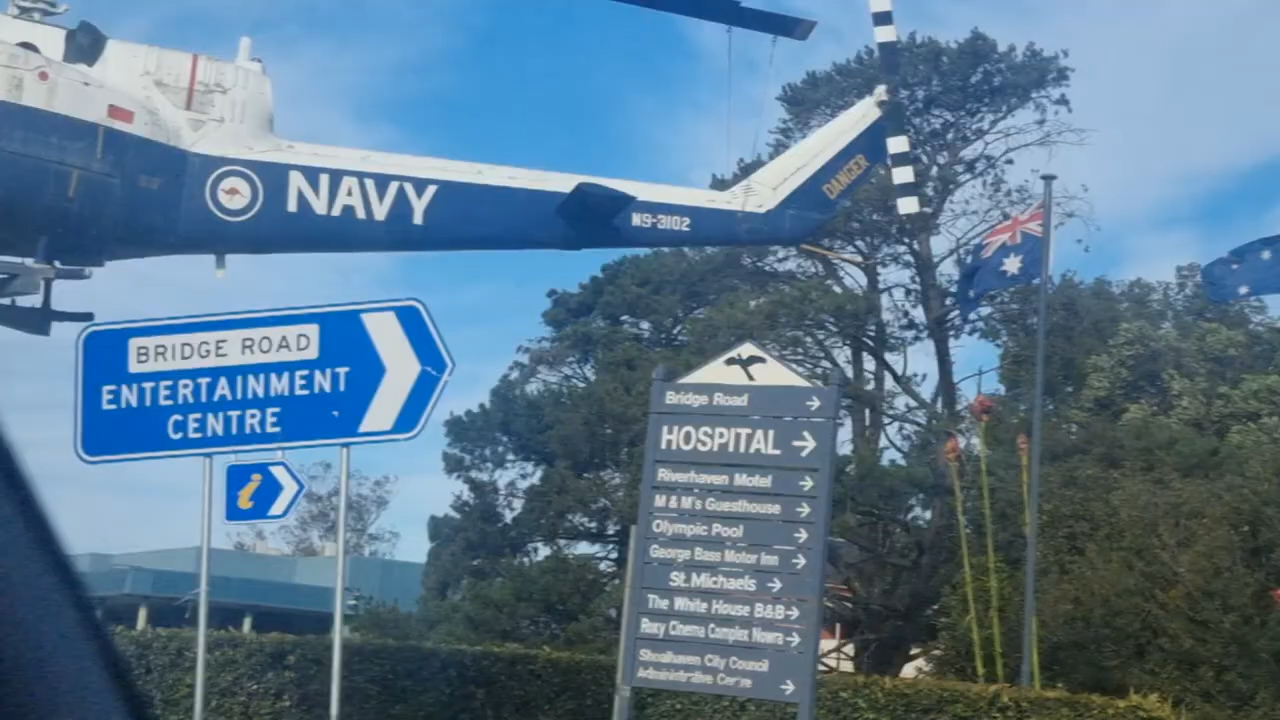 NAVY
N9-3102
DANGER
BRIDGE ROAD
ENTERTAINMENT
CENTRE
i
Bridge Road
HOSPITAL
Riverhaven Motel
M & M's Guesthouse
Olympic Pool
George Bass Motor Inn
St. Michaels
The White House B&B
Roxy Cinema Complex Nowra
Shoalhaven City Council
Administrative Centre